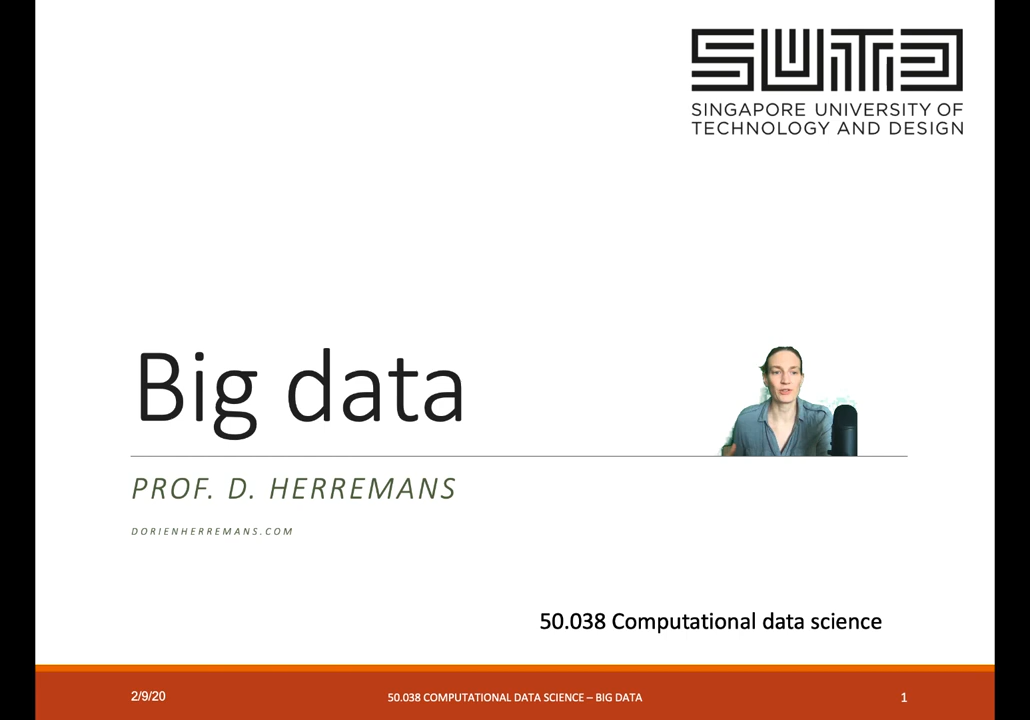 SUTD
SINGAPORE UNIVERSITY OF
TECHNOLOGY AND DESIGN
Big data
PROF. D. HERREMANS
DORIENHERREMANS.COM
50.038 Computational data science
2/9/20
50.038 COMPUTATIONAL DATA SCIENCE – BIG DATA
1